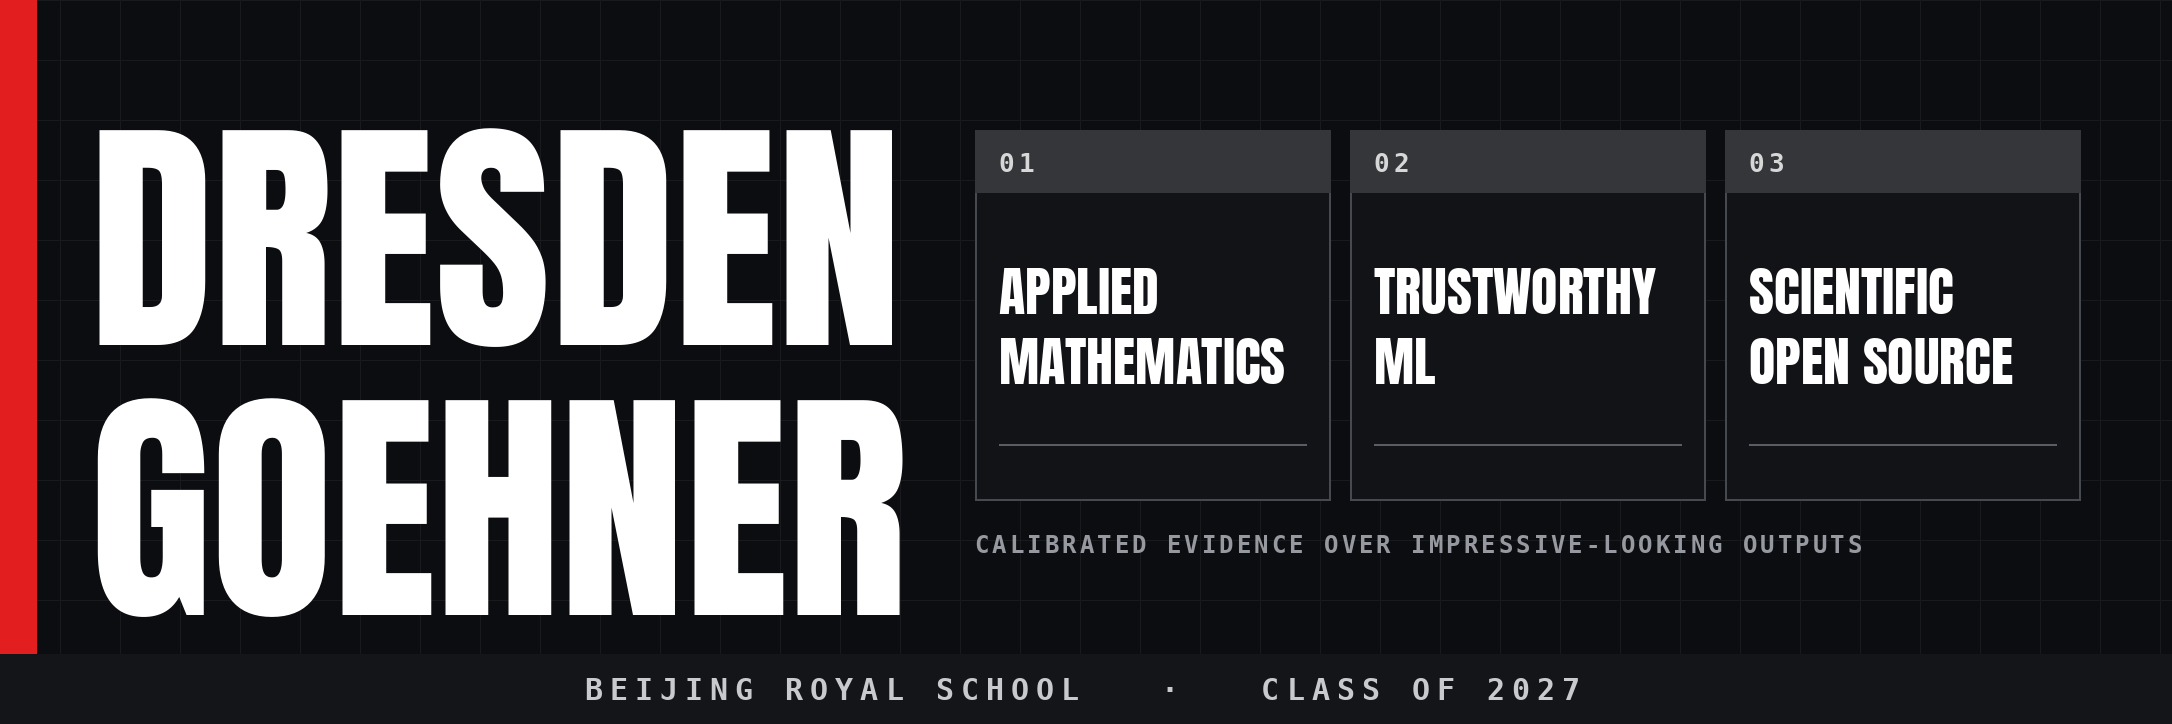 DRESDEN
GOEHNER
01
APPLIED
MATHEMATICS
02
TRUSTWORTHY
ML
03
SCIENTIFIC
OPEN SOURCE
CALIBRATED EVIDENCE OVER IMPRESSIVE-LOOKING OUTPUTS
BEIJING ROYAL SCHOOL · CLASS OF 2027